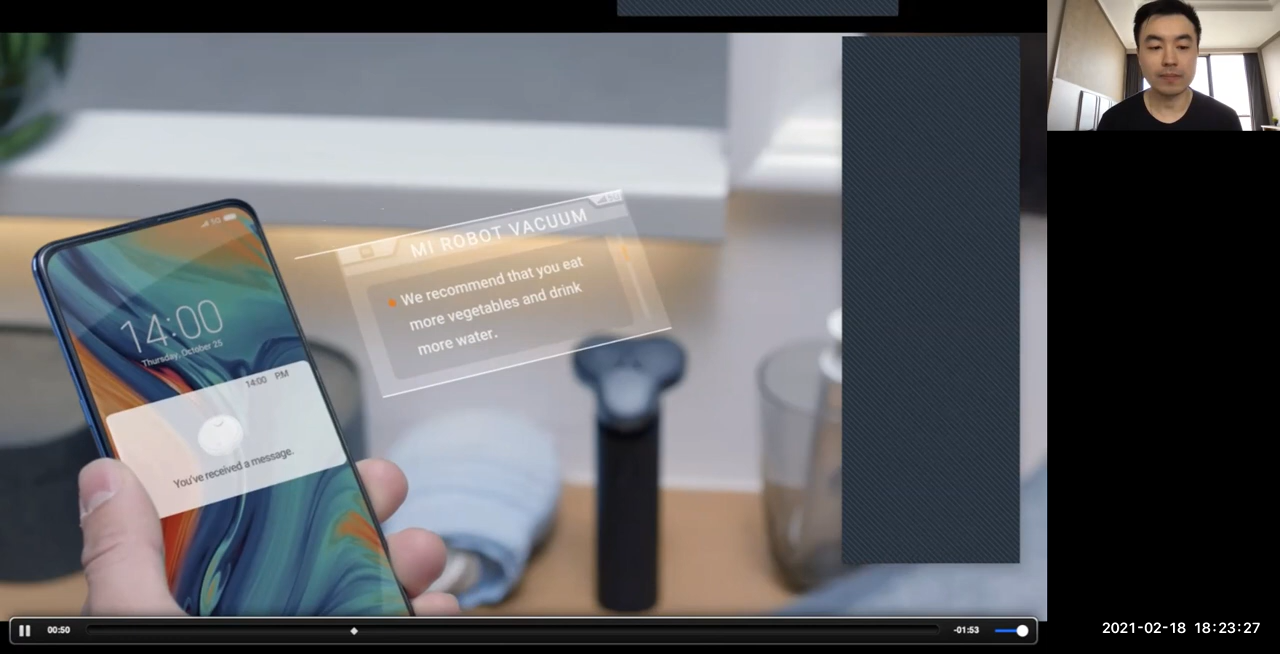 5G
14:00
Thursday, October 25
14:00 PM
You've received a message.
MI ROBOT VACUUM
We recommend that you eat
more vegetables and drink
more water.
00:50
-01:53
2021-02-18 18:23:27